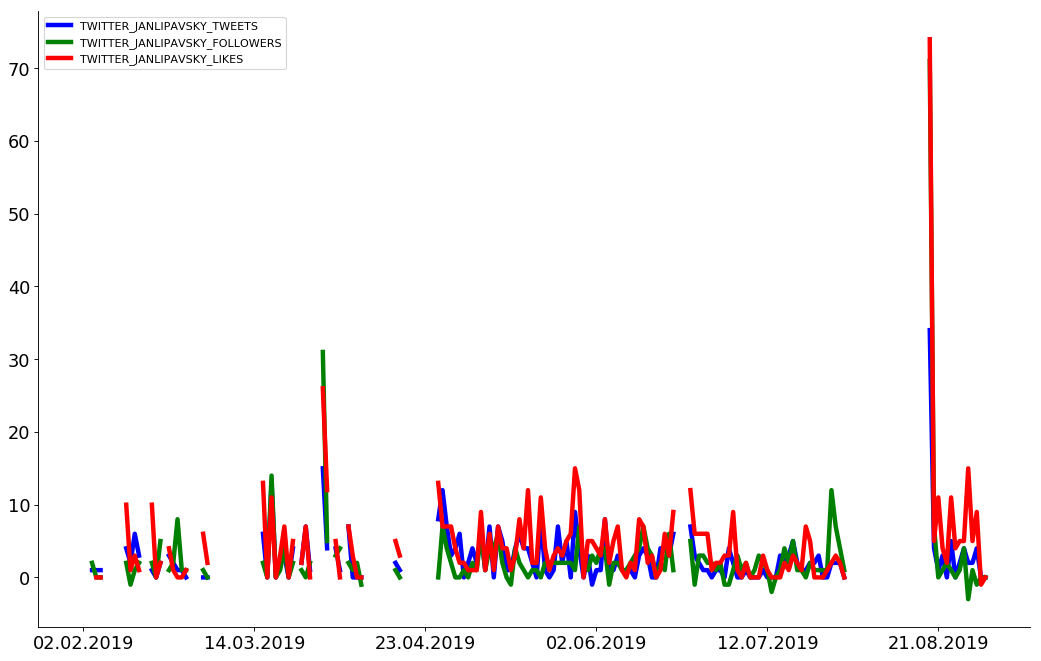 TWITTER_JANLIPAVSKY_TWEETS
TWITTER_JANLIPAVSKY_FOLLOWERS
TWITTER_JANLIPAVSKY_LIKES
70
60
50
40
30
20
10
0
02.02.2019 14.03.2019 23.04.2019 02.06.2019 12.07.2019 21.08.2019